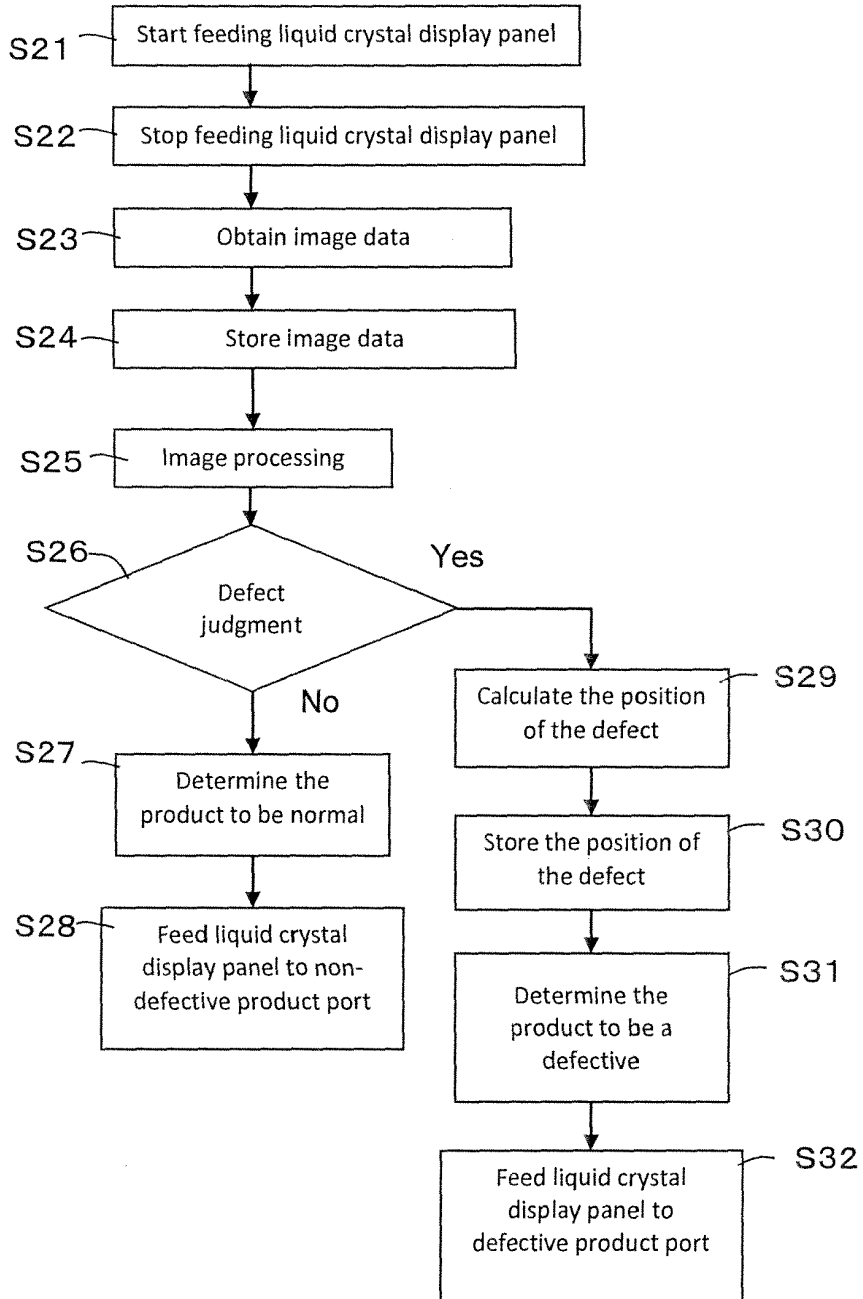 S21
Start feeding liquid crystal display panel
S22
Stop feeding liquid crystal display panel
S23
Obtain image data
S24
Store image data
S25
Image processing
S26
Defect
judgment
Yes
No
S27
Determine the
product to be normal
S28
Feed liquid crystal
display panel to non-
defective product port
S29
Calculate the position
of the defect
S30
Store the position of
the defect
S31
Determine the
product to be a
defective
S32
Feed liquid crystal
display panel to
defective product port